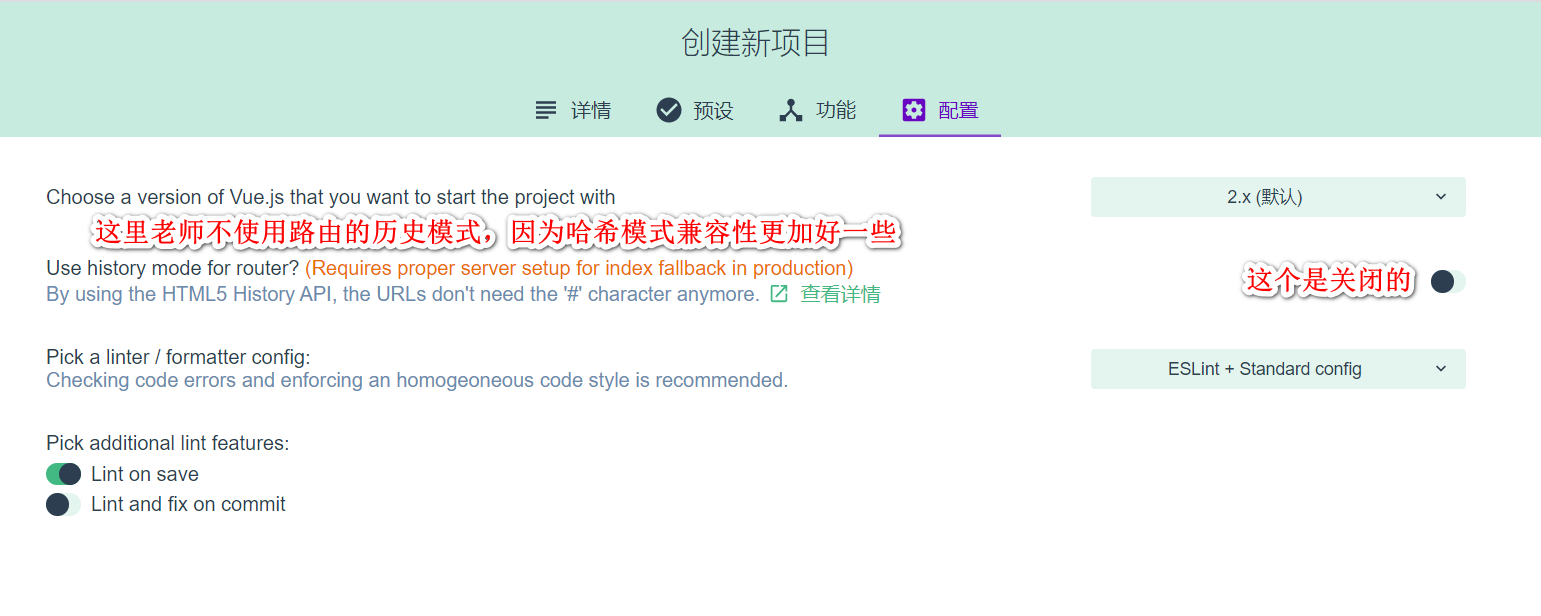 创建新项目
详情 预设 功能 配置
Choose a version of Vue.js that you want to start the project with 2.x (默认)
这里老师不使用路由的历史模式，因为哈希模式兼容性更加好一些
Use history mode for router? (Requires proper server setup for index fallback in production)
By using the HTML5 History API, the URLs don't need the '#' character anymore. 查看详情
这个是关闭的
Pick a linter / formatter config:
Checking code errors and enforcing an homogeoneous code style is recommended.
ESLint + Standard config
Pick additional lint features:
Lint on save
Lint and fix on commit